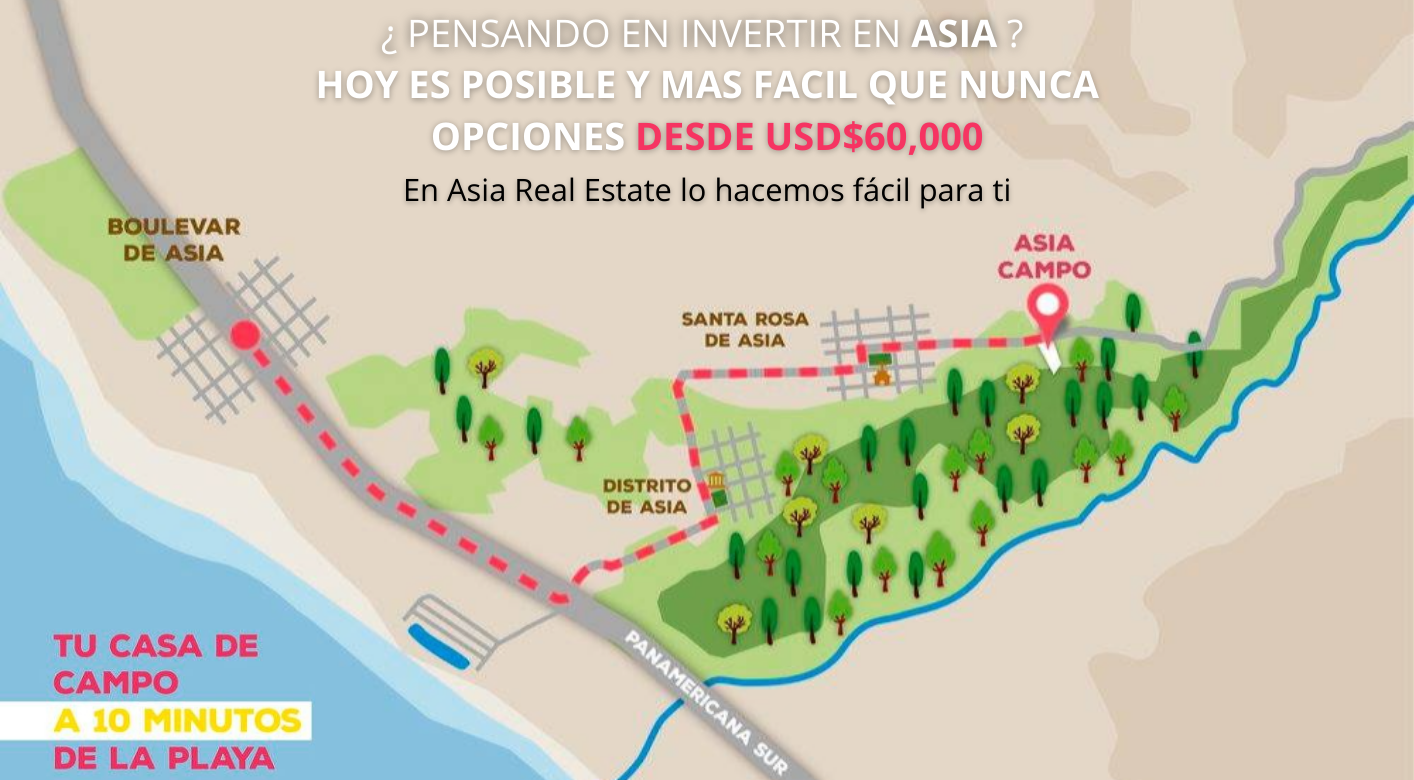 ¿ PENSANDO EN INVERTIR EN ASIA ?
HOY ES POSIBLE Y MAS FACIL QUE NUNCA
OPCIONES DESDE USD$60,000
En Asia Real Estate lo hacemos fácil para ti
BOULEVAR
DE ASIA
ASIA
CAMPO
SANTA ROSA
DE ASIA
DISTRITO
DE ASIA
PANAMERICANA SUR
TU CASA DE
CAMPO
A 10 MINUTOS
DE LA PLAYA